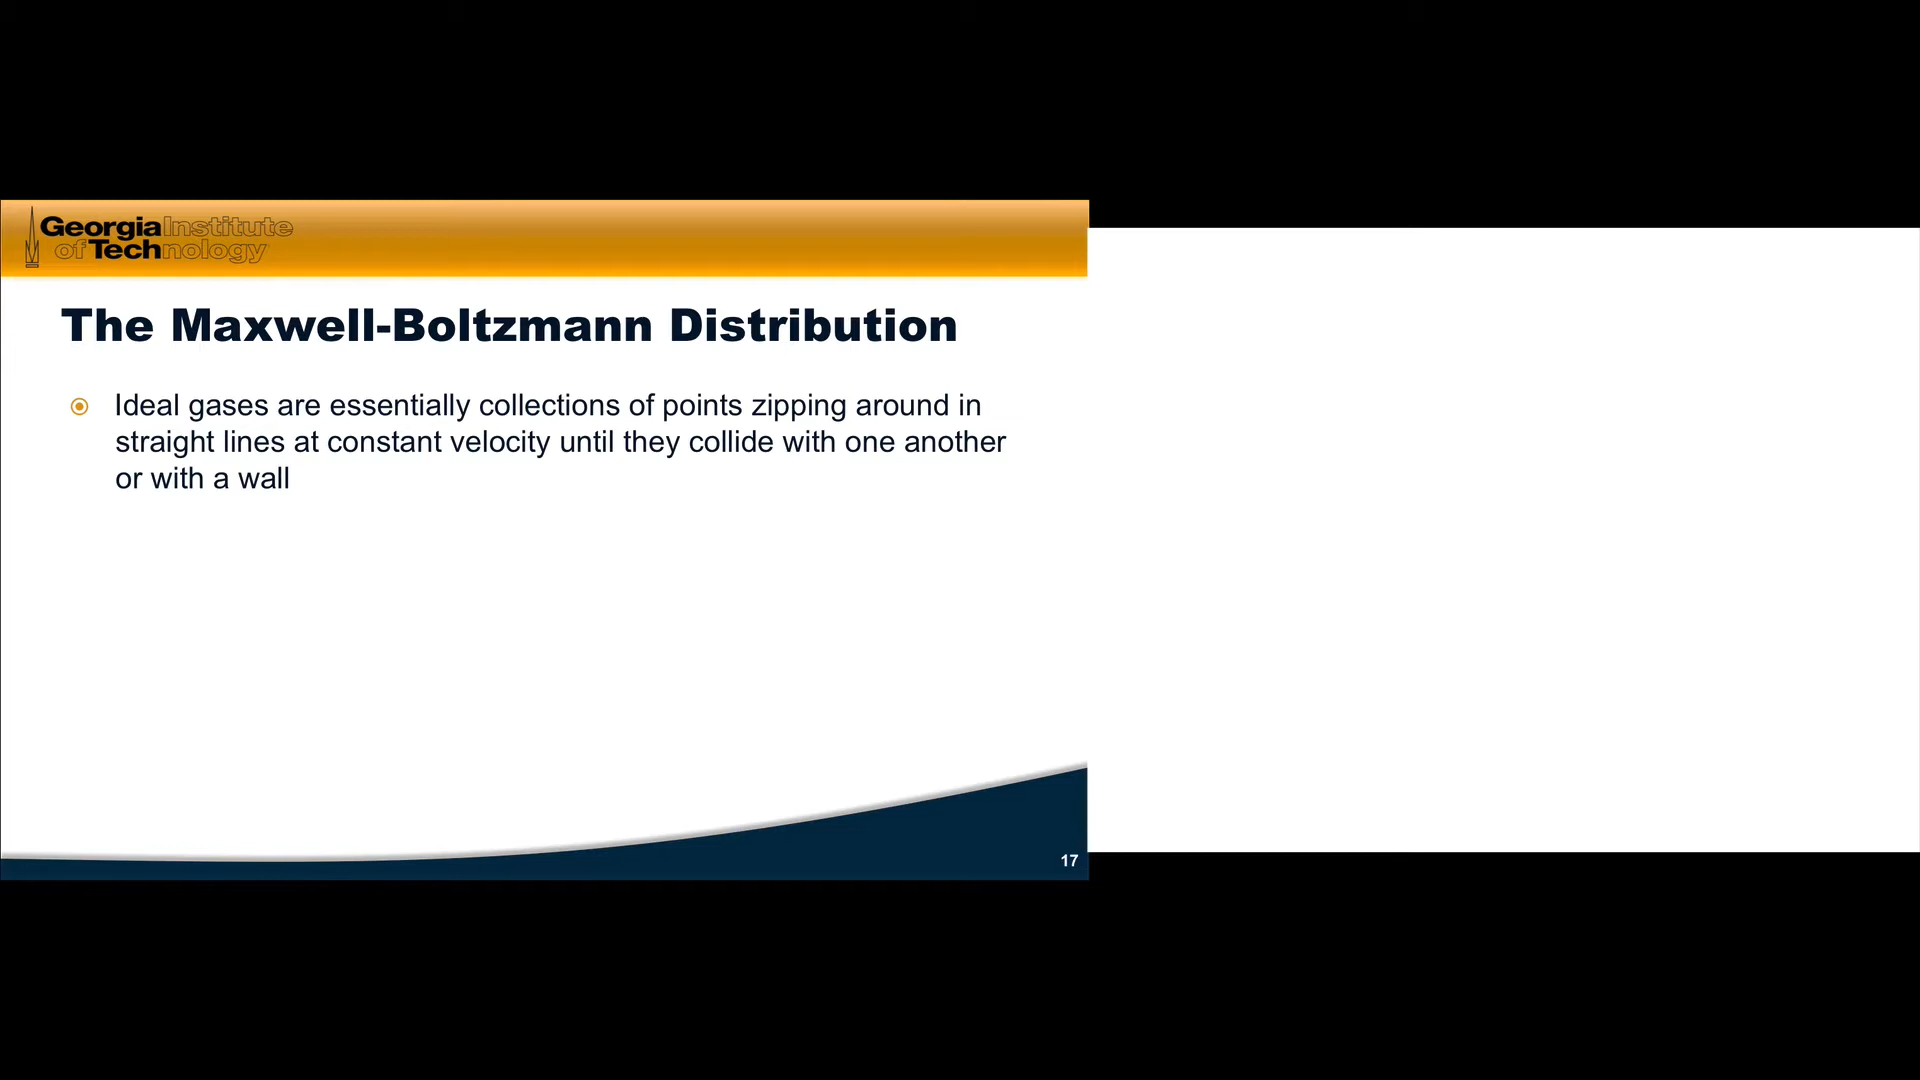 Georgia Institute
of Technology
The Maxwell-Boltzmann Distribution
Ideal gases are essentially collections of points zipping around in
straight lines at constant velocity until they collide with one another
or with a wall
17